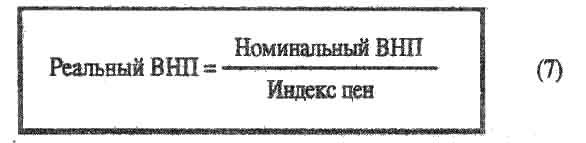 Реальный ВНП = Номинальный ВНП
Индекс цен
(7)